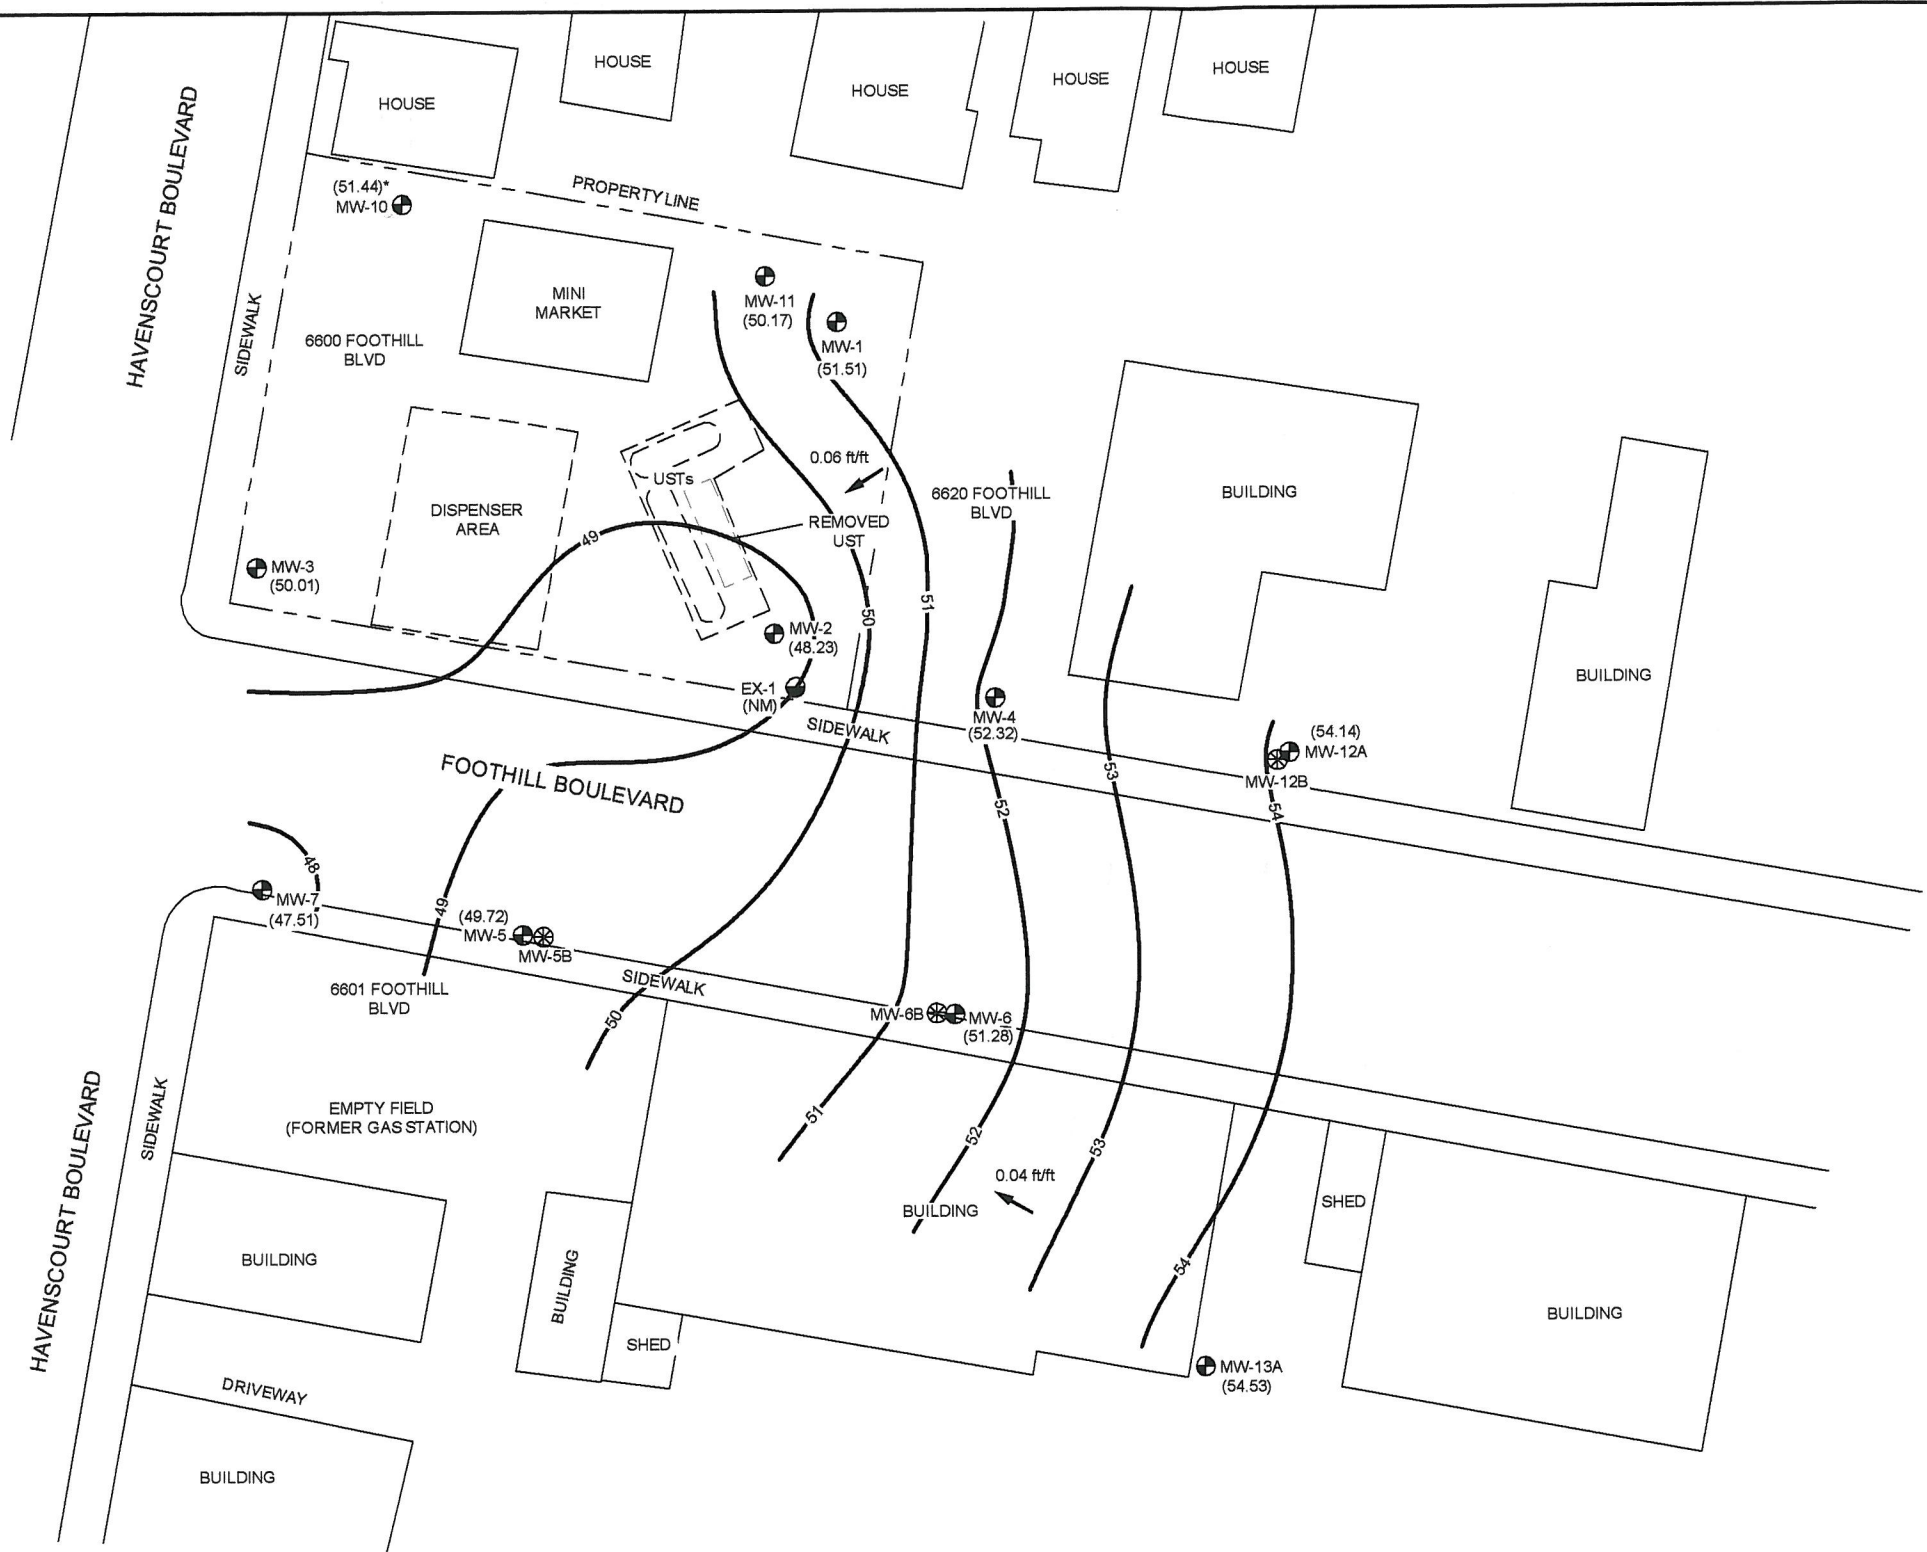 HOUSE
HOUSE
HOUSE
HOUSE
HOUSE
HAVENSCOURT BOULEVARD
SIDEWALK
(51.44)*
MW-10
PROPERTY LINE
MINI
MARKET
6600 FOOTHILL
BLVD
MW-11
(50.17)
MW-1
(51.51)
0.06 ft/ft
USTs
DISPENSER
AREA
REMOVED
UST
6620 FOOTHILL
BLVD
BUILDING
BUILDING
MW-3
(50.01)
49
50
51
MW-2
(48.23)
EX-1
(NM)
SIDEWALK
MW-4
(52.32)
(54.14)
MW-12A
MW-12B
FOOTHILL BOULEVARD
52
53
54
48
MW-7
(47.51)
49
(49.72)
MW-5
MW-5B
SIDEWALK
MW-6B
MW-6
(51.28)
6601 FOOTHILL
BLVD
50
51
52
53
54
EMPTY FIELD
(FORMER GAS STATION)
0.04 ft/ft
BUILDING
SHED
HAVENSCOURT BOULEVARD
SIDEWALK
BUILDING
BUILDING
SHED
BUILDING
MW-13A
(54.53)
DRIVEWAY
BUILDING